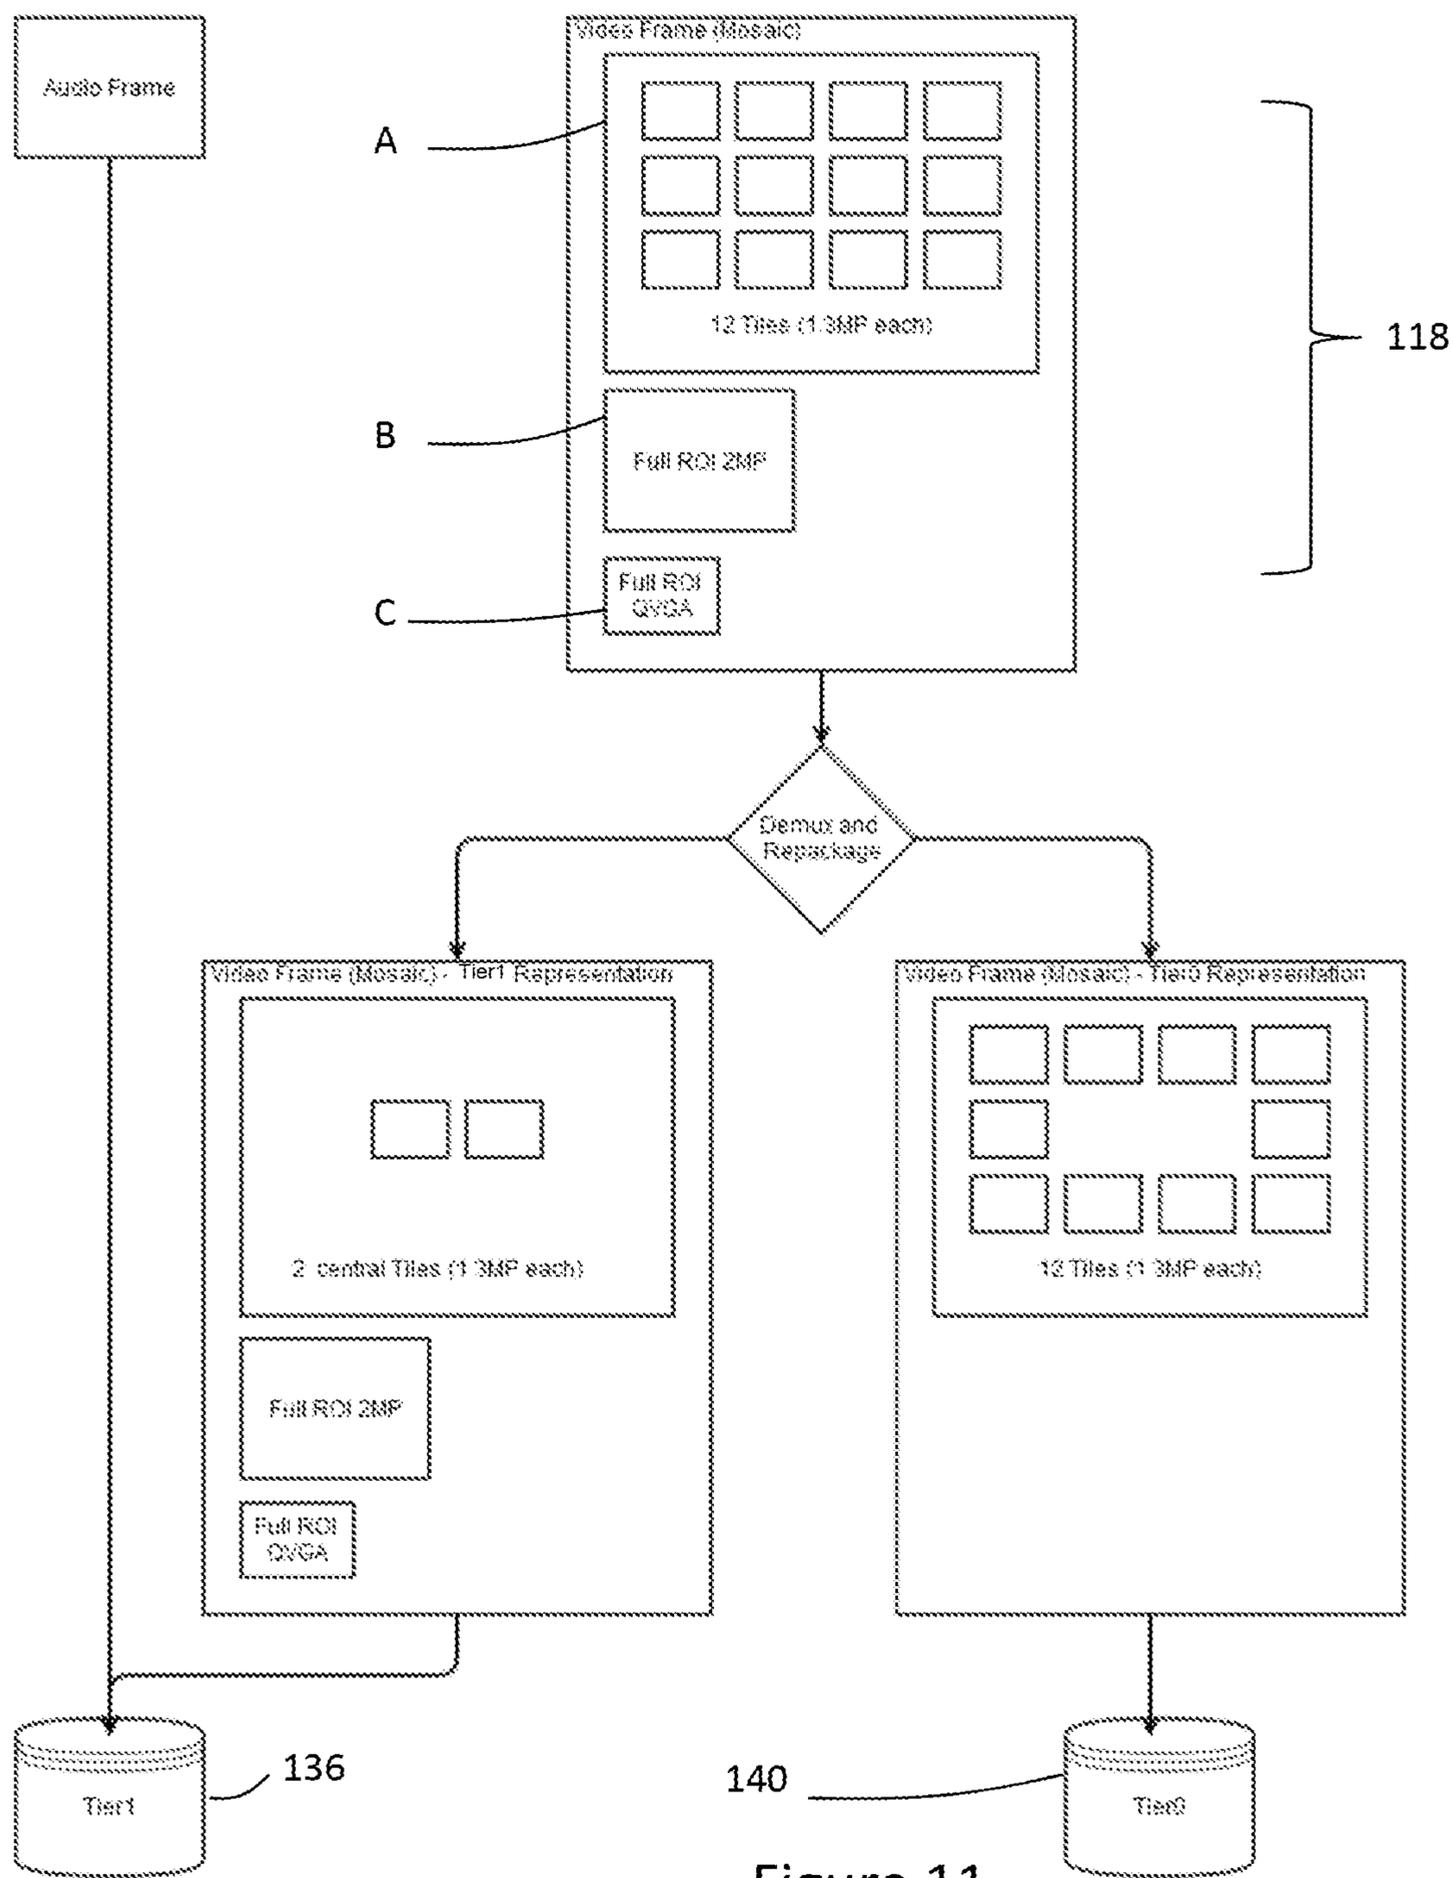 Audio Frame
Video Frame (Mosaic)
A
12 Tiles (1.3MP each)
118
B
Full ROI 2MP
C
Full ROI
QVGA
Demux and
Repackage
Video Frame (Mosaic) - Tier1 Representation
2 central Tiles (1.3MP each)
Full ROI 2MP
Full ROI
QVGA
Video Frame (Mosaic) - Tier0 Representation
12 Tiles (1.3MP each)
136
Tier1
140
Tier0
Figure 11